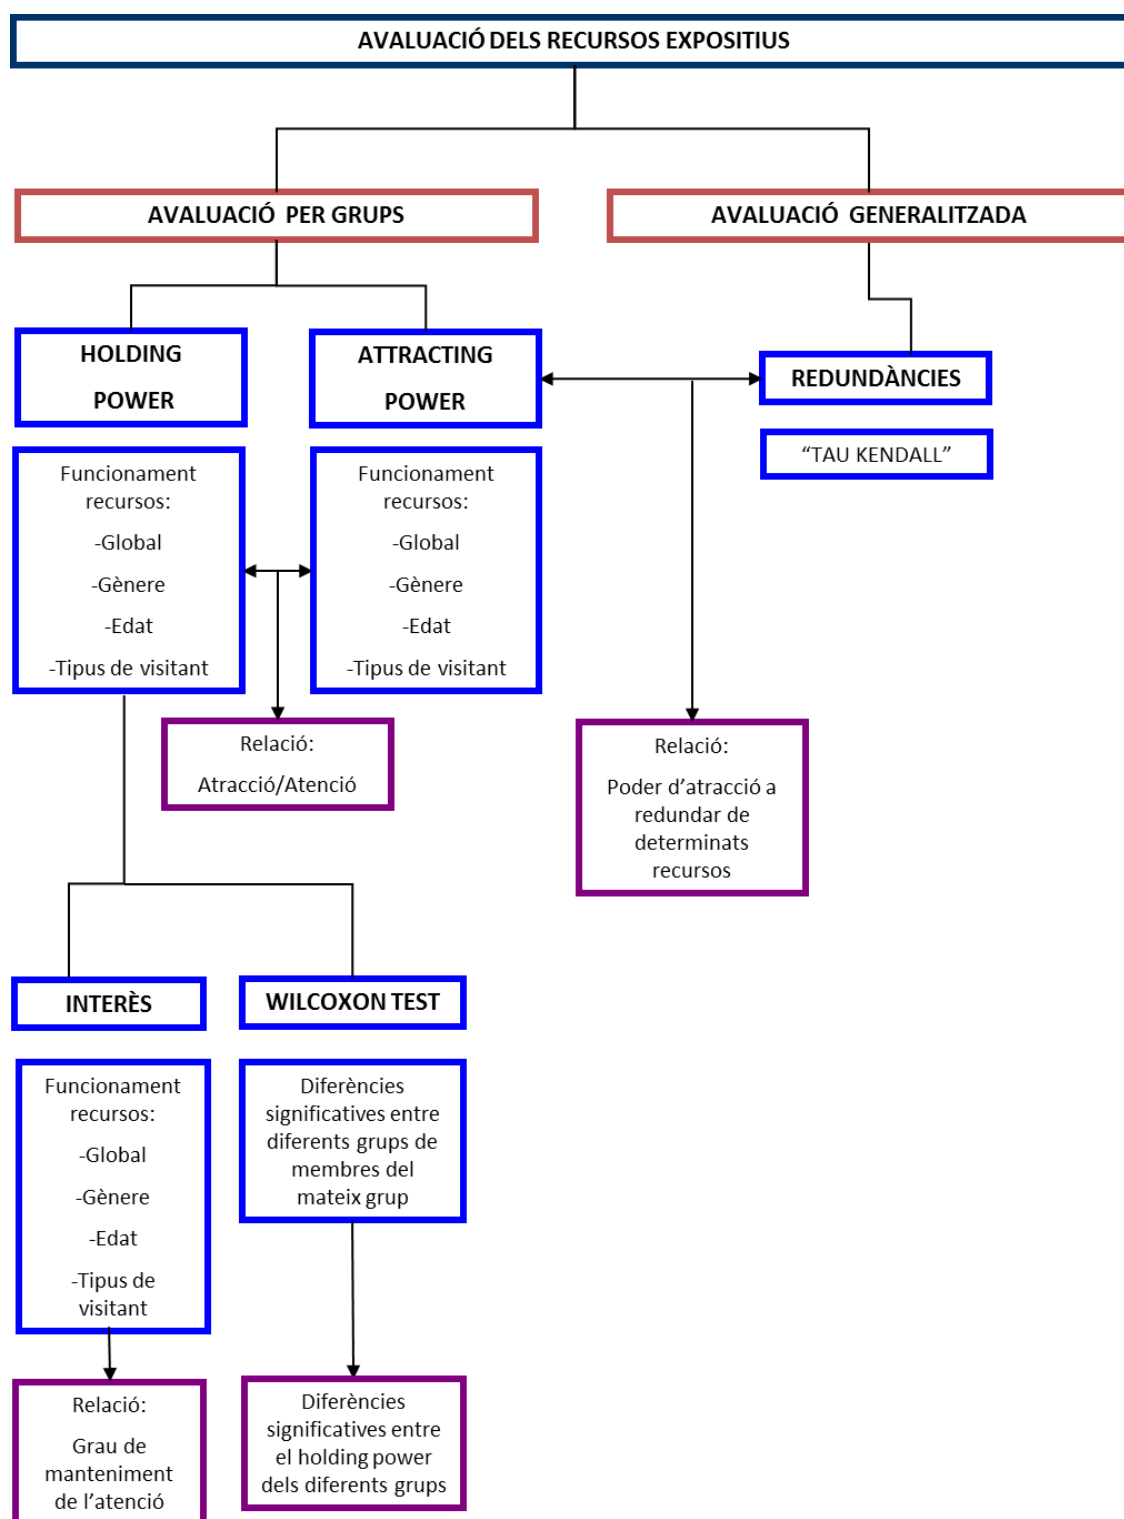 AVALUACIÓ DELS RECURSOS EXPOSITIUS
AVALUACIÓ PER GRUPS
AVALUACIÓ GENERALITZADA
HOLDING
POWER
ATTRACTING
POWER
REDUNDÀNCIES
“TAU KENDALL”
Funcionament
recursos:
-Global
-Gènere
-Edat
-Tipus de visitant
Funcionament
recursos:
-Global
-Gènere
-Edat
-Tipus de visitant
Relació:
Atracció/Atenció
Relació:
Poder d’atracció a
redundar de
determinats
recursos
INTERÈS
WILCOXON TEST
Funcionament
recursos:
-Global
-Gènere
-Edat
-Tipus de
visitant
Diferències
significatives entre
diferents grups de
membres del
mateix grup
Relació:
Grau de
manteniment
de l’atenció
Diferències
significatives entre
el holding power
dels diferents grups